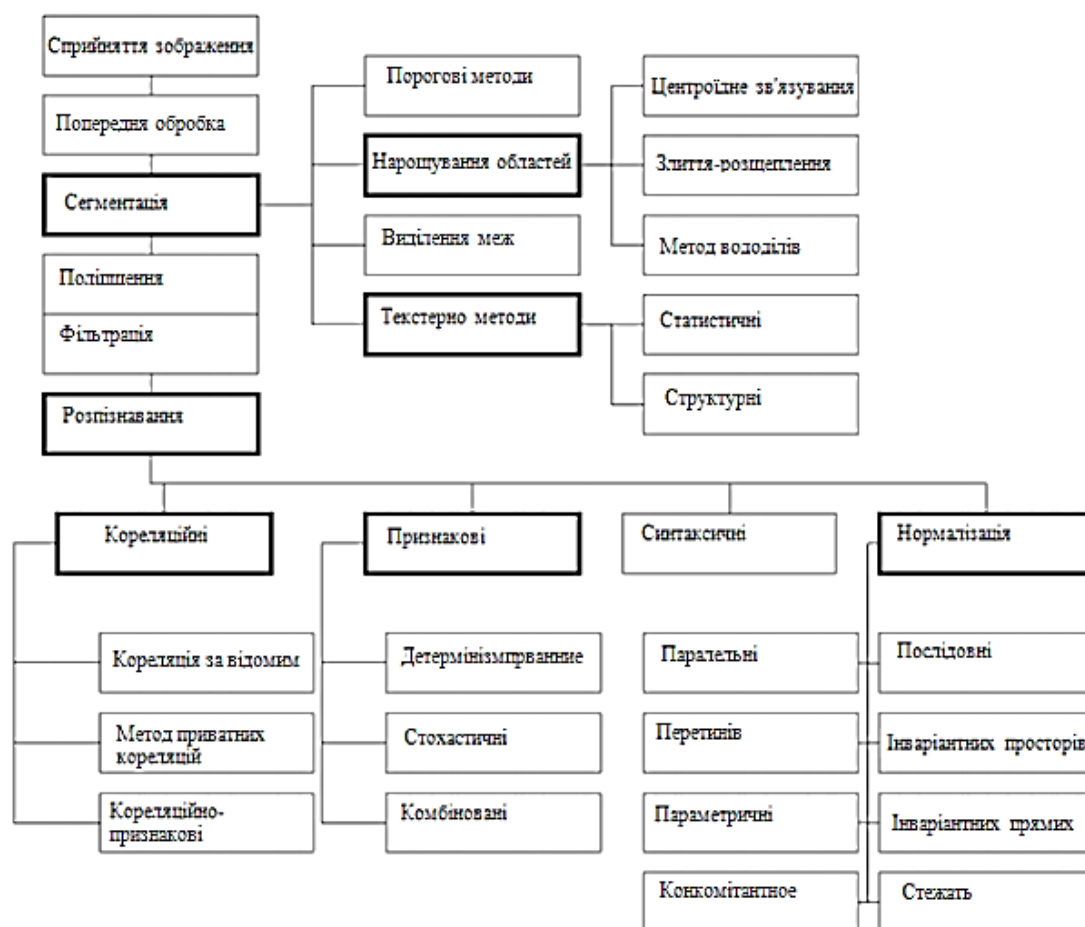 Сприйняття зображення
Попередня обробка
Сегментація
Поліпшення
Фільтрація
Розпізнавання
Порогові методи
Нарощування областей
Виділення меж
Текстерно методи
Центроїдне зв'язування
Злиття-розщеплення
Метод вододілів
Статистичні
Структурні
Кореляційні
Признакові
Синтаксичні
Нормалізація
Кореляція за відомим
Метод приватних
кореляцій
Кореляційно-
признакові
Детермінізмпрванние
Стохастичні
Комбіновані
Паралельні
Послідовні
Перетинів
Інваріантних просторів
Параметричні
Інваріантних прямих
Конкомітантное
Стежать